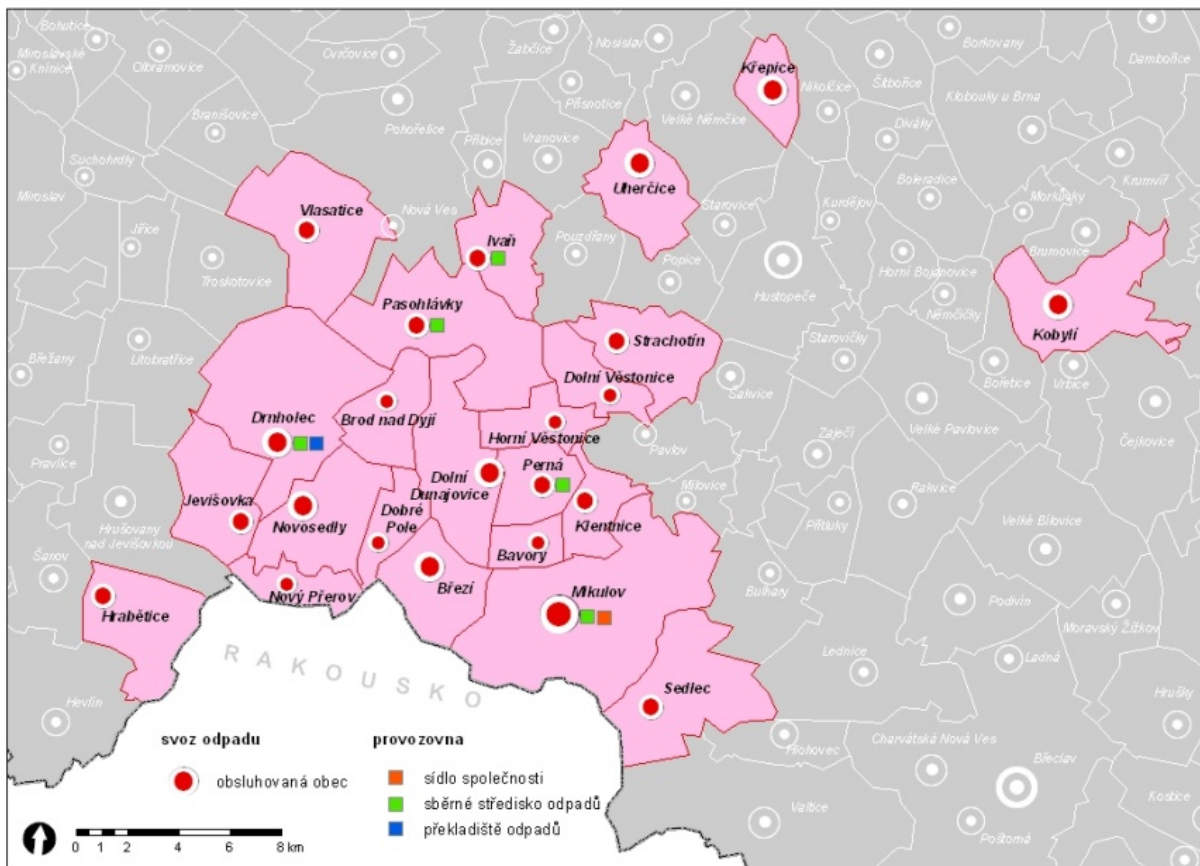 Bohutice
Miroslavské
Knínice
Olbramovice
Ovrčovice
Žabčice
Nosislav
Borkovany
Dambořice
Křepice
Nikolčice
Šitbořice
Klobouky u Brna
Branišovice
Pohořelice
Přísnotice
Velké Němčice
Diváky
Suchohrdly
Přibice
Vranovice
Krumvíř
Miroslav
Uherčice
Boleradice
Morkůvky
Vlasatice
Nová Ves
Starovice
Kurdějov
Jiřice
Ivaň
Pouzdřany
Brumovice
Troskotovice
Popice
Horní Bojanovice
Hustopeče
Němčičky
Pasohlávky
Kobylí
Břežany
Litobratřice
Strachotín
Starovičky
Bořetice
Vrbice
Dolní Věstonice
Šakvice
Brod nad Dyjí
Velké Pavlovice
Drnholec
Horní Věstonice
Zaječí
Čejkovice
Pravlice
Pavlov
Perná
Dolní
Dunajovice
Jevišovka
Milovice
Rakvice
Novosedly
Dobré
Pole
Klentnice
Přítluky
Velké Bílovice
Hrušovany
nad Jevišovkou
Bavory
Šanov
Březí
Bulhary
Nový Přerov
Mikulov
Podivín
Hrabětice
Moravský Žižkov
RAKOUSKO
Lednice
Ladná
Sedlec
Hevlín
Hrušky
Hlohovec
Charvátská Nová Ves
Břeclav
Valtice
Poštorná
Kostice
svoz odpadu
obsluhovaná obec
provozovna
sídlo společnosti
sběrné středisko odpadů
překladiště odpadů
0 1 2 4 6 8 km